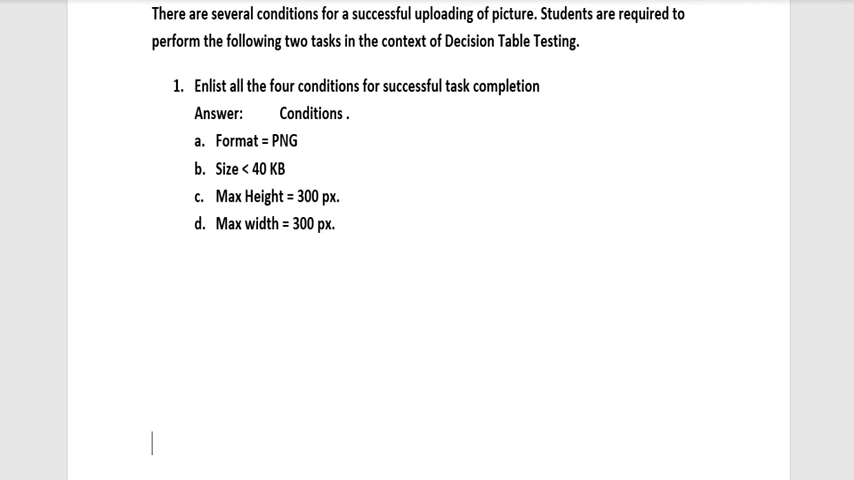 There are several conditions for a successful uploading of picture. Students are required to
perform the following two tasks in the context of Decision Table Testing.
1. Enlist all the four conditions for successful task completion
Answer: Conditions .
a. Format = PNG
b. Size < 40 KB
c. Max Height = 300 px.
d. Max width = 300 px.